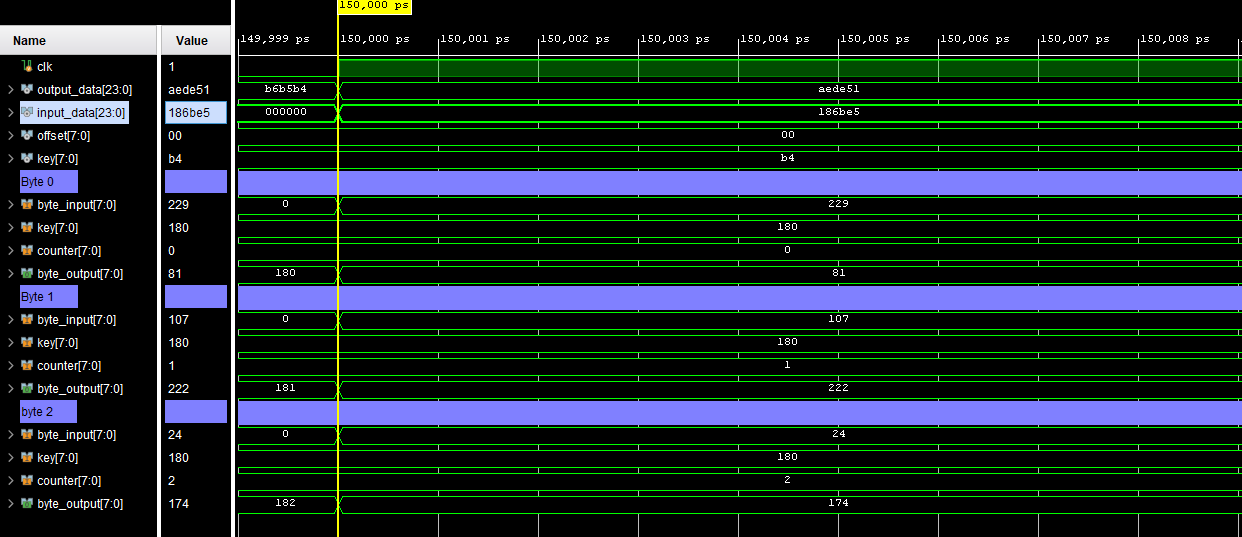 150,000 ps
Name Value 149,999 ps 150,000 ps 150,001 ps 150,002 ps 150,003 ps 150,004 ps 150,005 ps 150,006 ps 150,007 ps 150,008 ps
clk 1
output_data[23:0] aede51 b6b5b4 aede51
input_data[23:0] 186be5 000000 186be5
offset[7:0] 00 00
key[7:0] b4 b4
Byte 0
byte_input[7:0] 229 0 229
key[7:0] 180 180
counter[7:0] 0 0
byte_output[7:0] 81 180 81
Byte 1
byte_input[7:0] 107 0 107
key[7:0] 180 180
counter[7:0] 1 1
byte_output[7:0] 222 181 222
byte 2
byte_input[7:0] 24 0 24
key[7:0] 180 180
counter[7:0] 2 2
byte_output[7:0] 174 182 174